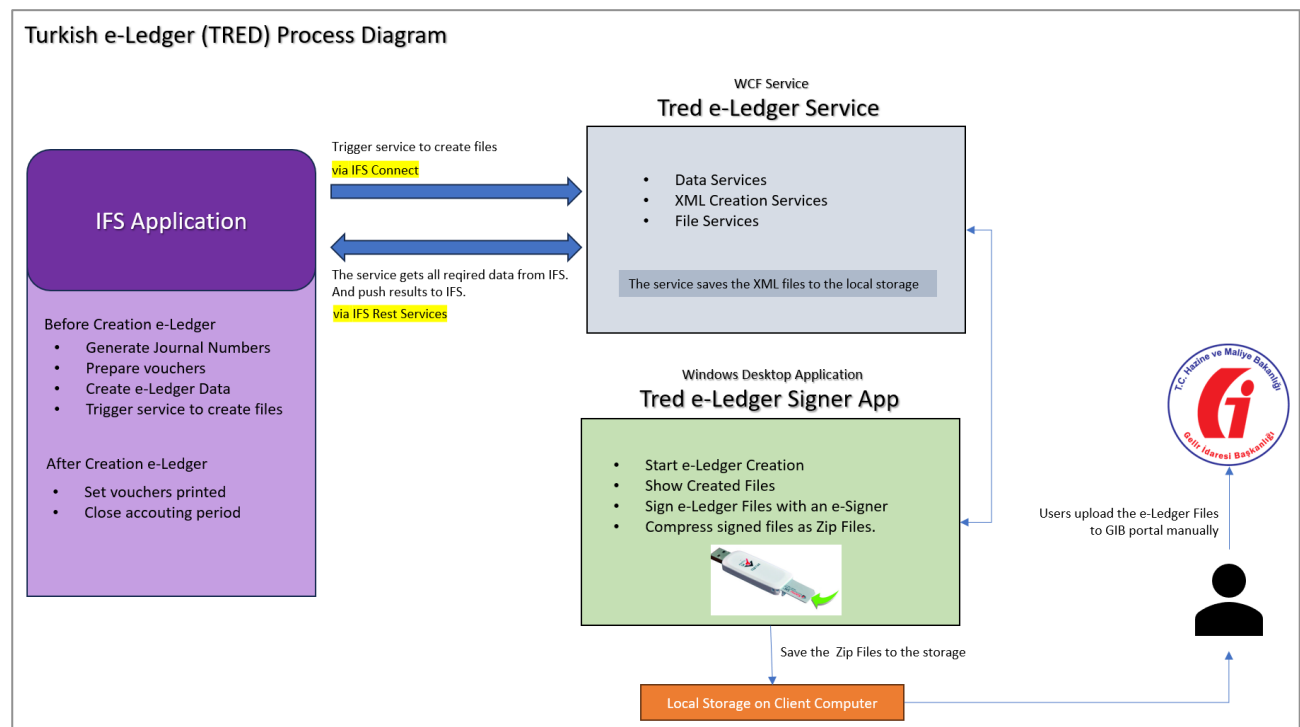 Turkish e-Ledger (TRED) Process Diagram
WCF Service
Tred e-Ledger Service
Trigger service to create files
via IFS Connect
IFS Application
• Data Services
• XML Creation Services
• File Services
The service saves the XML files to the local storage
The service gets all reqired data from IFS.
And push results to IFS.
via IFS Rest Services
Before Creation e-Ledger
• Generate Journal Numbers
• Prepare vouchers
• Create e-Ledger Data
• Trigger service to create files
After Creation e-Ledger
• Set vouchers printed
• Close accouting period
Windows Desktop Application
Tred e-Ledger Signer App
• Start e-Ledger Creation
• Show Created Files
• Sign e-Ledger Files with an e-Signer
• Compress signed files as Zip Files.
Save the Zip Files to the storage
Local Storage on Client Computer
T.C. Hazine ve Maliye Bakanlığı
Gelir İdaresi Başkanlığı
Users upload the e-Ledger Files
to GIB portal manually